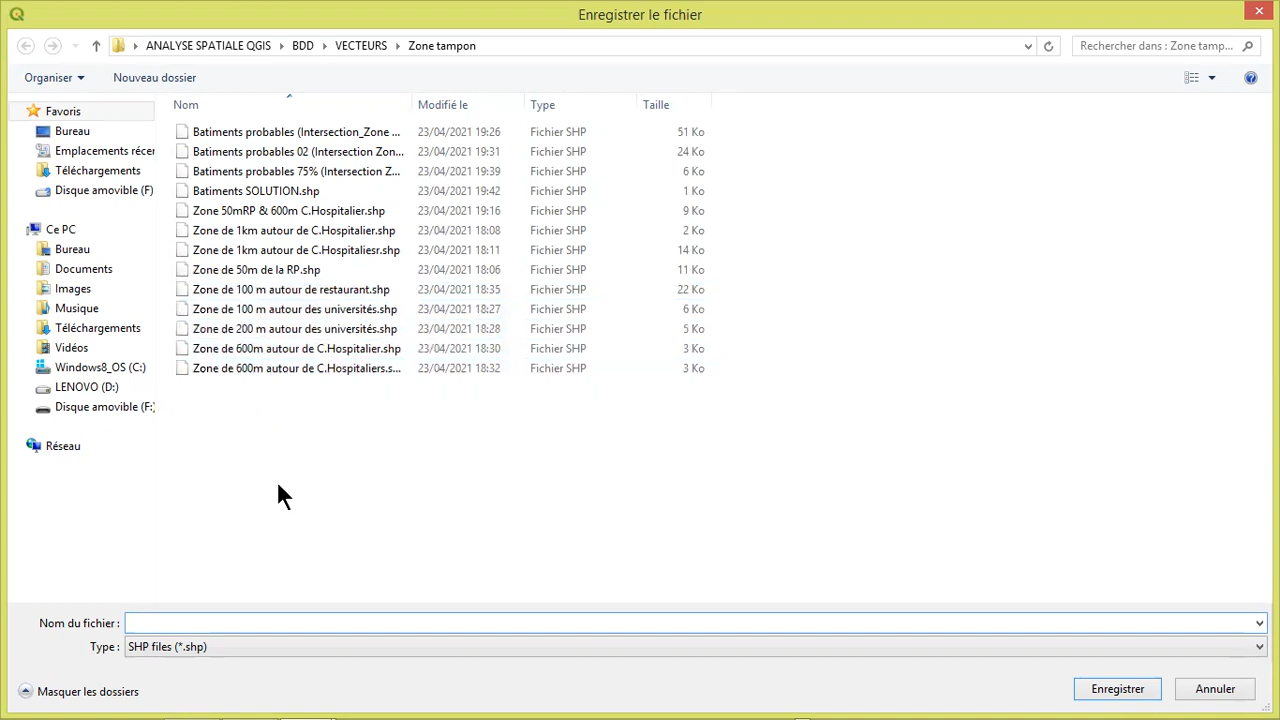 Enregistrer le fichier
ANALYSE SPATIALE QGIS BDD VECTEURS Zone tampon
Rechercher dans : Zone tamp...
Organiser Nouveau dossier
Nom Modifié le Type Taille
Favoris
Bureau
Emplacements récer
Téléchargements
Disque amovible (F)
Ce PC
Bureau
Documents
Images
Musique
Téléchargements
Vidéos
Windows8_OS (C:)
LENOVO (D:)
Disque amovible (F:)
Réseau
Batiments probables (Intersection_Zone ... 23/04/2021 19:26 Fichier SHP 51 Ko
Batiments probables 02 (Intersection Zon... 23/04/2021 19:31 Fichier SHP 24 Ko
Batiments probables 75% (Intersection Z... 23/04/2021 19:39 Fichier SHP 6 Ko
Batiments SOLUTION.shp 23/04/2021 19:42 Fichier SHP 1 Ko
Zone 50mRP & 600m C.Hospitalier.shp 23/04/2021 19:16 Fichier SHP 9 Ko
Zone de 1km autour de C.Hospitalier.shp 23/04/2021 18:08 Fichier SHP 2 Ko
Zone de 1km autour de C.Hospitaliesr.shp 23/04/2021 18:11 Fichier SHP 14 Ko
Zone de 50m de la RP.shp 23/04/2021 18:06 Fichier SHP 11 Ko
Zone de 100 m autour de restaurant.shp 23/04/2021 18:35 Fichier SHP 22 Ko
Zone de 100 m autour des universités.shp 23/04/2021 18:27 Fichier SHP 6 Ko
Zone de 200 m autour des universités.shp 23/04/2021 18:28 Fichier SHP 5 Ko
Zone de 600m autour de C.Hospitalier.shp 23/04/2021 18:30 Fichier SHP 3 Ko
Zone de 600m autour de C.Hospitaliers.s... 23/04/2021 18:32 Fichier SHP 3 Ko
Nom du fichier :
Type : SHP files (*.shp)
Masquer les dossiers
Enregistrer Annuler